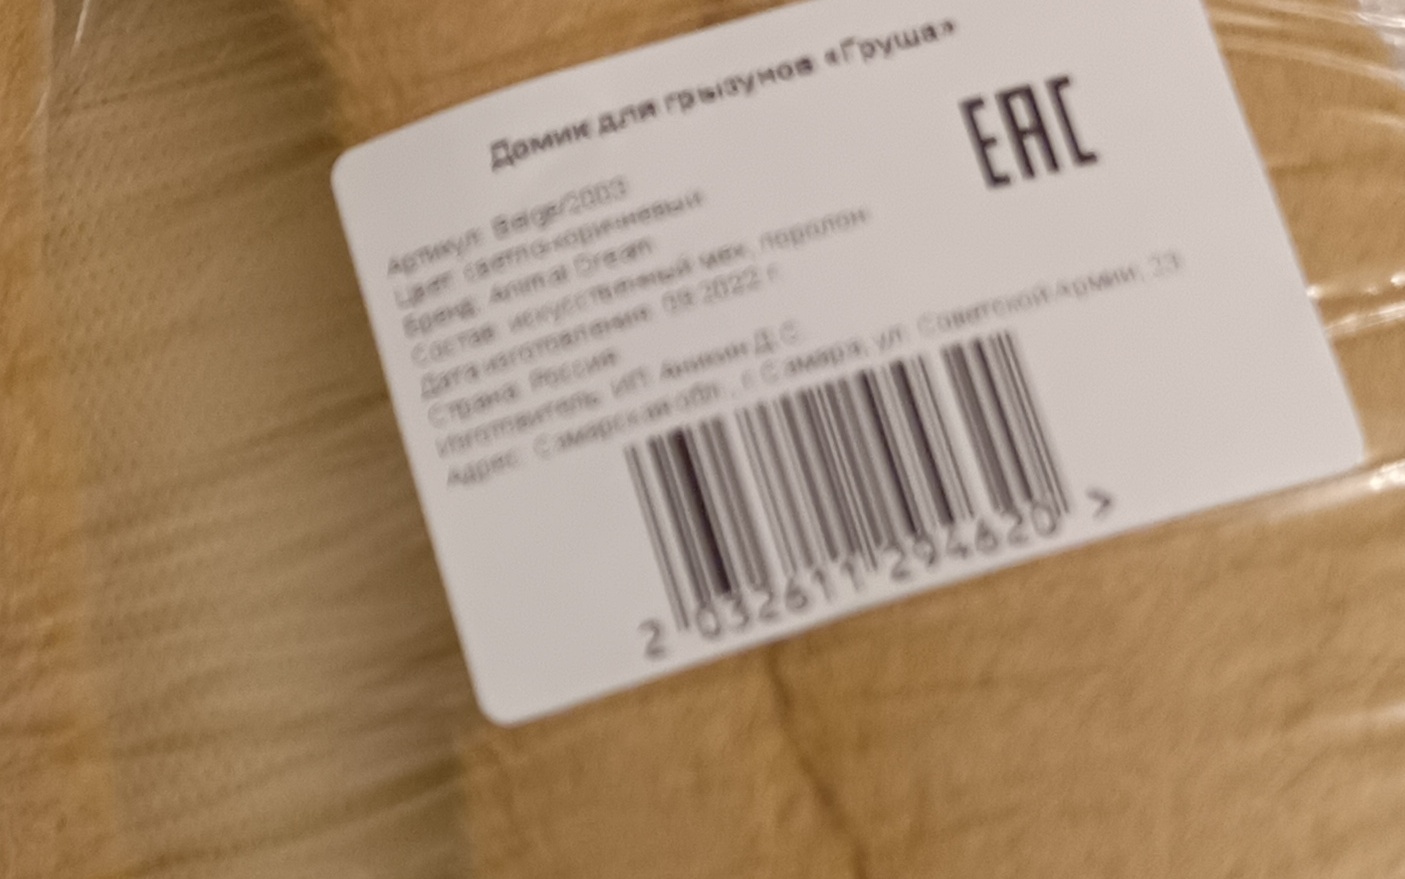 Домик для грызунов «Груша»
EAC
Артикул: Beige/2003
Цвет: светло-коричневый
Бренд: Animal Dream
Состав: искусственный мех, поролон
Дата изготовления: 09.2022 г.
Страна: Россия
Изготовитель: ИП Аникин Д.С.
Адрес: Самарская обл., г. Самара, ул. Советской Армии, 23
2 032611 294620 >